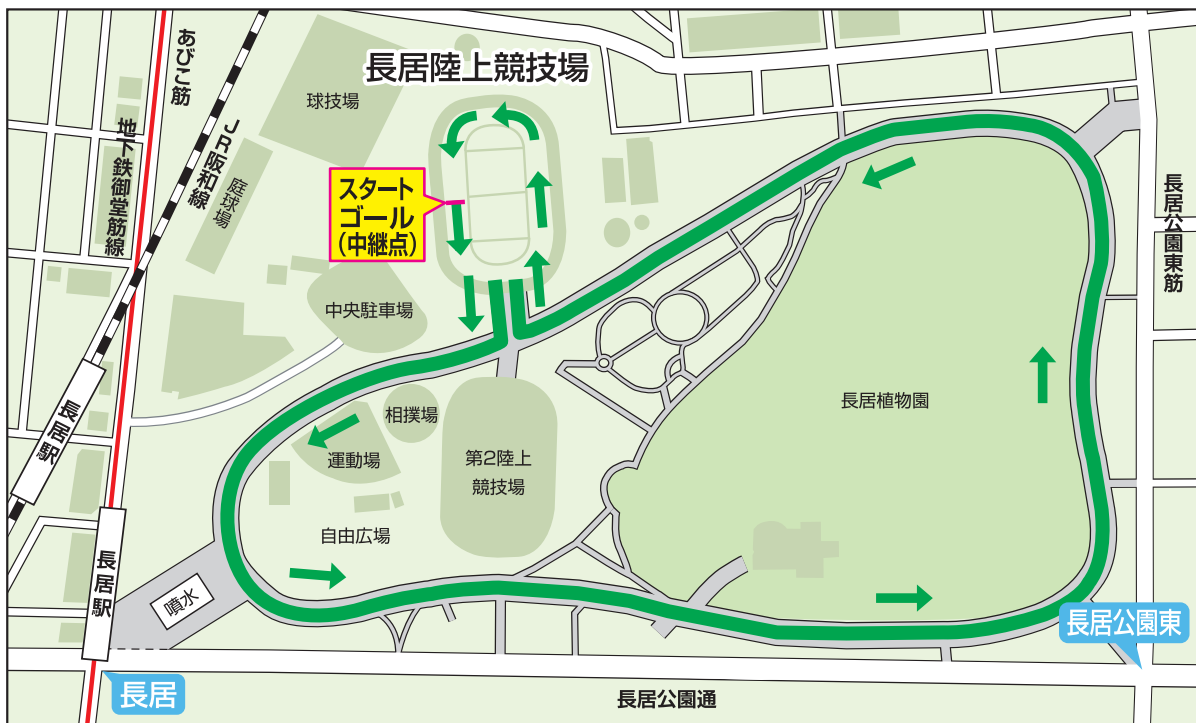 長居陸上競技場
あびこ筋
地下鉄御堂筋線
JR阪和線
球技場
庭球場
スタート
ゴール
(中継点)
中央駐車場
長居公園東筋
長居植物園
相撲場
運動場
第2陸上
競技場
自由広場
長居駅
長居駅
噴水
長居公園東
長居
長居公園通